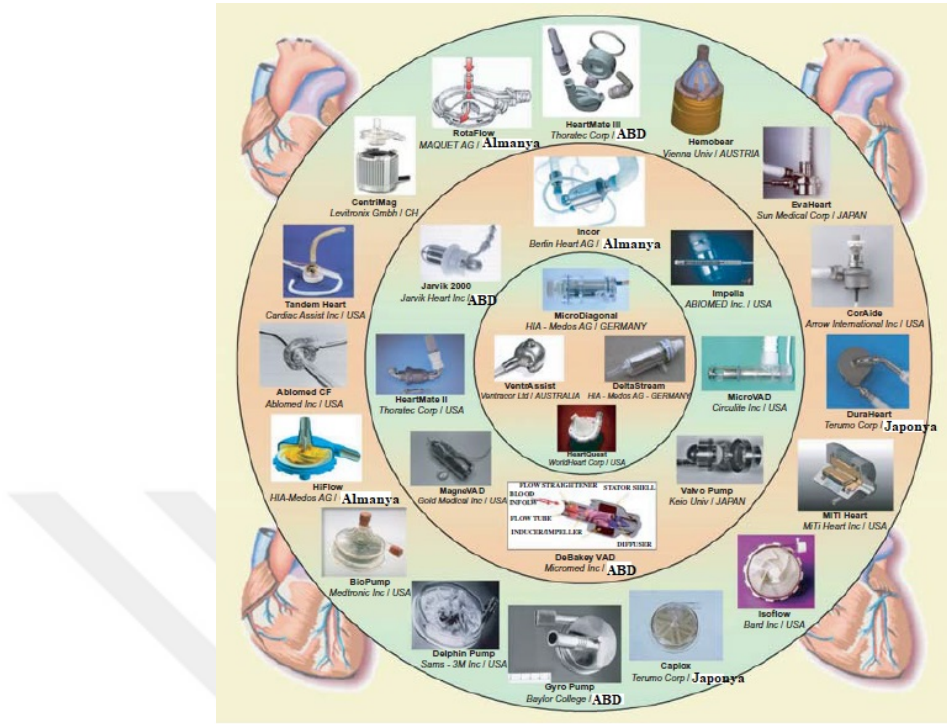 HeartMate III
Thoratec Corp / ABD
RotaFlow
MAQUET AG / Almanya
Hemobear
Vienna Univ / AUSTRIA
CentriMag
Levitronix Gmbh / CH
EvaHeart
Sun Medical Corp / JAPAN
Incor
Berlin Heart AG / Almanya
Tandem Heart
Cardiac Assist Inc / USA
Jarvik 2000
Jarvik Heart Inc / ABD
Impella
ABIOMED Inc. / USA
CorAide
Arrow International Inc / USA
MicroDiagonal
HIA - Medos AG / GERMANY
Abiomed CF
Abiomed Inc / USA
HeartMate II
Thoratec Corp / USA
VentrAssist
Ventracor Ltd / AUSTRALIA
DeltaStream
HIA - Medos AG - GERMANY
MicroVAD
Circulite Inc / USA
DuraHeart
Terumo Corp / Japonya
HeartQuest
WorldHeart Corp / USA
HiFlow
HIA-Medos AG / Almanya
MagneVAD
Gold Medical Inc / USA
Valvo Pump
Keio Univ / JAPAN
MiTi Heart
MiTi Heart Inc / USA
FLOW STRAIGHTENER
STATOR SHELL
BLOOD
INFLOW
FLOW TUBE
INDUCER/IMPELLER
DIFFUSER
DeBakey VAD
Micromed Inc / ABD
BioPump
Medtronic Inc / USA
Isoflow
Bard Inc / USA
Delphin Pump
Sams - 3M Inc / USA
Gyro Pump
Baylor College / ABD
Capiox
Terumo Corp / Japonya